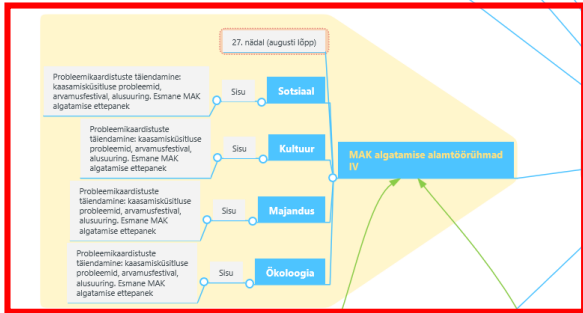 27. nädal (augusti lõpp)
Probleemikaardistuste
täiendamine:
kaasamisküsitluse probleemid,
arvamusfestival, alusuuring. Esmane MAK
algatamise ettepanek
Sisu
Sotsiaal
Probleemikaardistuste
täiendamine: kaasamisküsitluse
probleemid, arvamusfestival,
alusuuring. Esmane MAK
algatamise ettepanek
Sisu
Kultuur
MAK algatamise alamtöörühmad
IV
Probleemikaardistuste
täiendamine: kaasamisküsitluse
probleemid, arvamusfestival,
alusuuring. Esmane MAK
algatamise ettepanek
Sisu
Majandus
Probleemikaardistuste
täiendamine: kaasamisküsitluse
probleemid, arvamusfestival,
alusuuring. Esmane MAK
algatamise ettepanek
Sisu
Ökoloogia